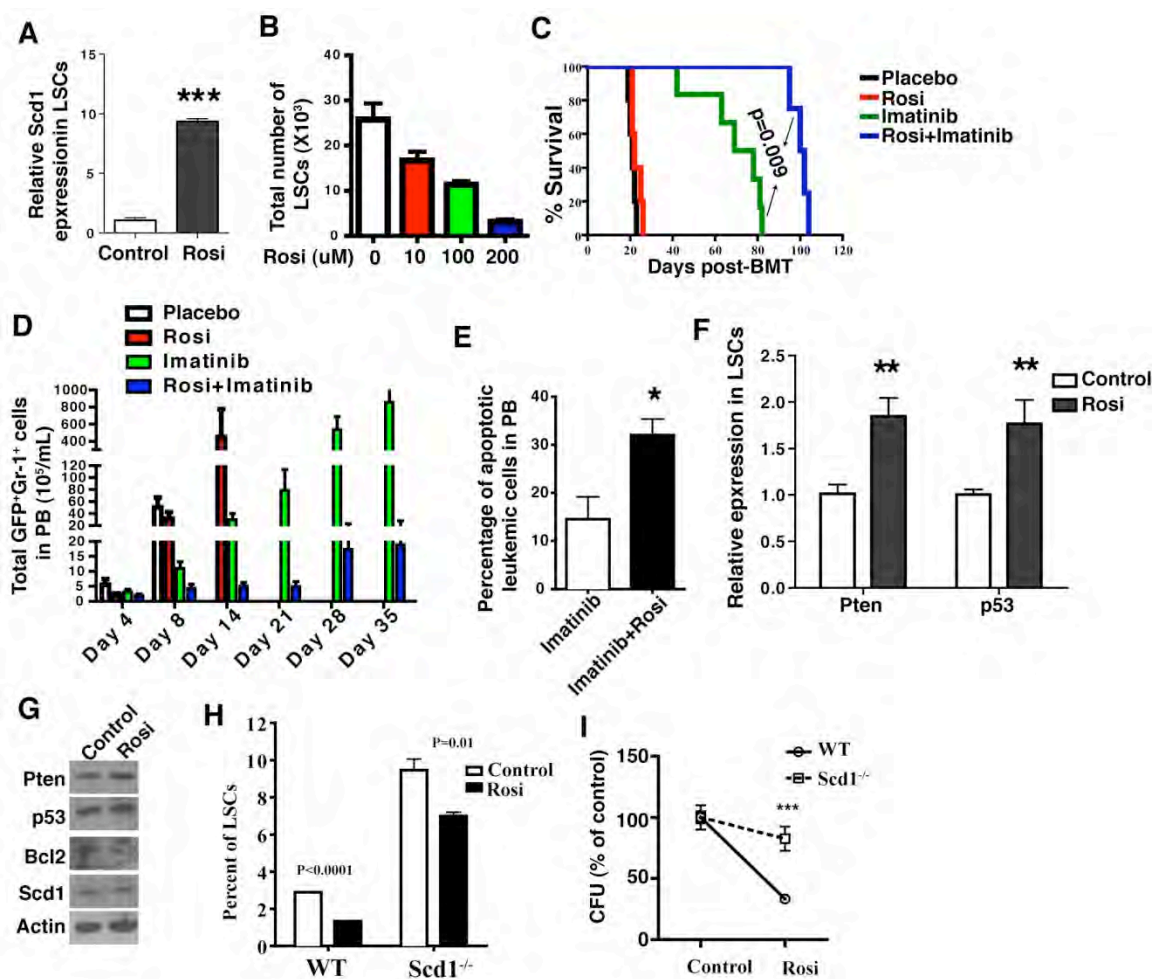 A
Relative Scd1
epxressionin LSCs
15
10
5
0
***
Control Rosi
B
Total number of
LSCs (X10³)
40
30
20
10
0
Rosi (uM) 0 10 100 200
C
% Survival
100
80
60
40
20
0
0 20 40 60 80 100 120
Days post-BMT
p=0.009
Placebo
Rosi
Imatinib
Rosi+Imatinib
D
Placebo
Rosi
Imatinib
Rosi+Imatinib
Total GFP⁺Gr-1⁺ cells
in PB (10⁵/mL)
1000
800
600
400
120
100
80
60
40
20
20
15
10
5
0
Day 4 Day 8 Day 14 Day 21 Day 28 Day 35
E
Percentage of apoptotic
leukemic cells in PB
40
30
20
10
0
*
Imatinib
Imatinib+Rosi
F
Relative epxression in LSCs
2.5
2.0
1.5
1.0
0.5
0.0
** **
Control
Rosi
Pten p53
G
Control
Rosi
Pten
p53
Bcl2
Scd1
Actin
H
Percent of LSCs
12
10
8
6
4
2
0
P<0.0001
P=0.01
Control
Rosi
WT Scd1⁻/⁻
I
CFU (% of control)
150
100
50
0
WT
Scd1⁻/⁻
***
Control Rosi